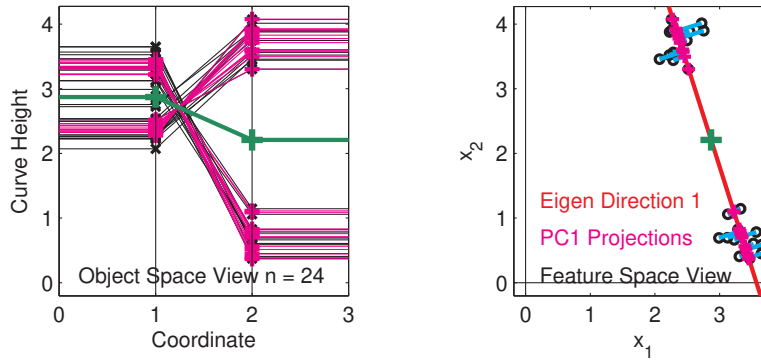 4
3
2
1
0
Curve Height
Object Space View n = 24
0 1 2 3
Coordinate
4
3
2
1
0
x2
Eigen Direction 1
PC1 Projections
Feature Space View
0 1 2 3
x1